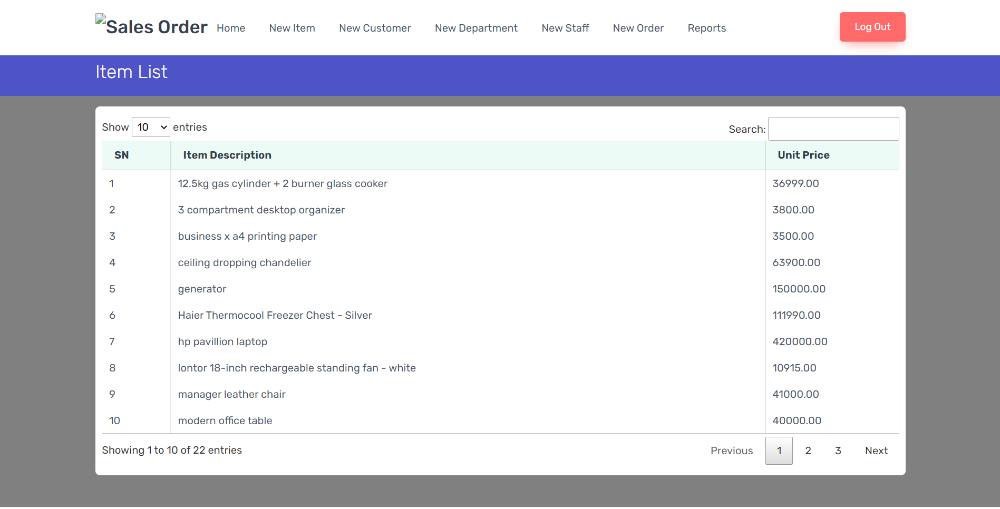 Sales Order Home New Item New Customer New Department New Staff New Order Reports Log Out
Item List
Show 10 entries Search:
SN Item Description Unit Price
1 12.5kg gas cylinder + 2 burner glass cooker 36999.00
2 3 compartment desktop organizer 3800.00
3 business x a4 printing paper 3500.00
4 ceiling dropping chandelier 63900.00
5 generator 150000.00
6 Haier Thermocool Freezer Chest - Silver 111990.00
7 hp pavillion laptop 420000.00
8 lontor 18-inch rechargeable standing fan - white 10915.00
9 manager leather chair 41000.00
10 modern office table 40000.00
Showing 1 to 10 of 22 entries Previous 1 2 3 Next